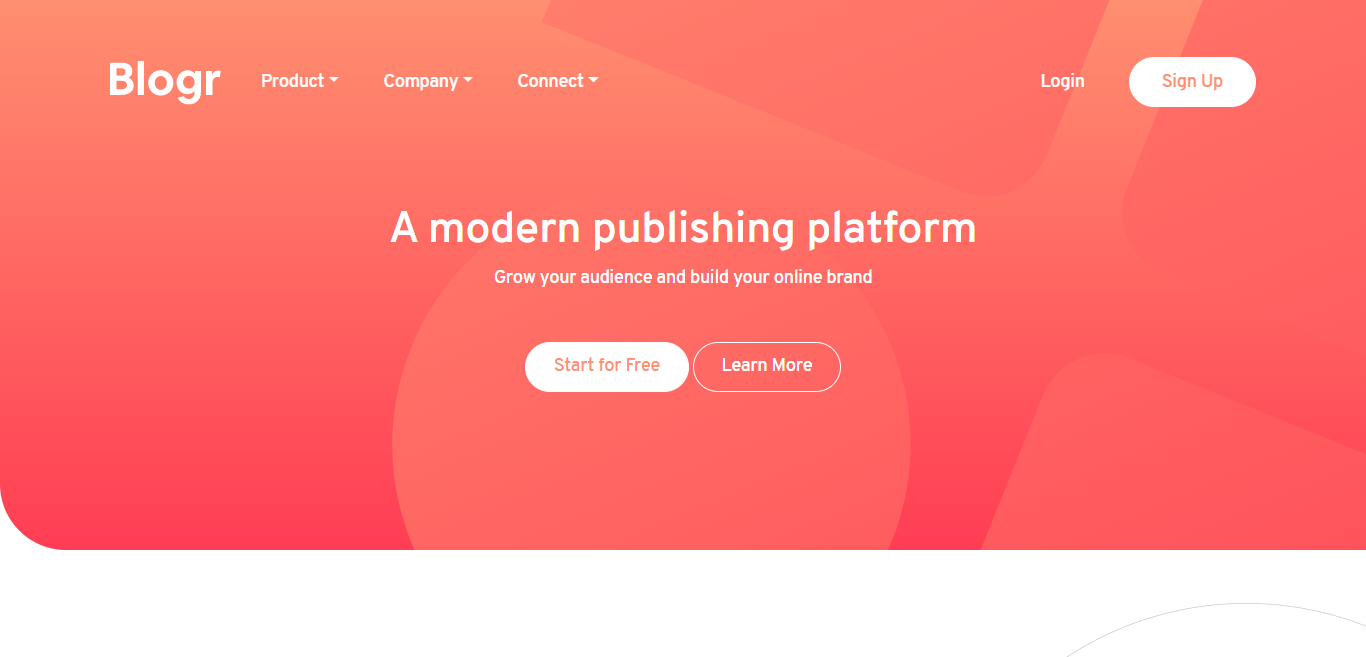 Blogr Product Company Connect Login Sign Up
A modern publishing platform
Grow your audience and build your online brand
Start for Free Learn More